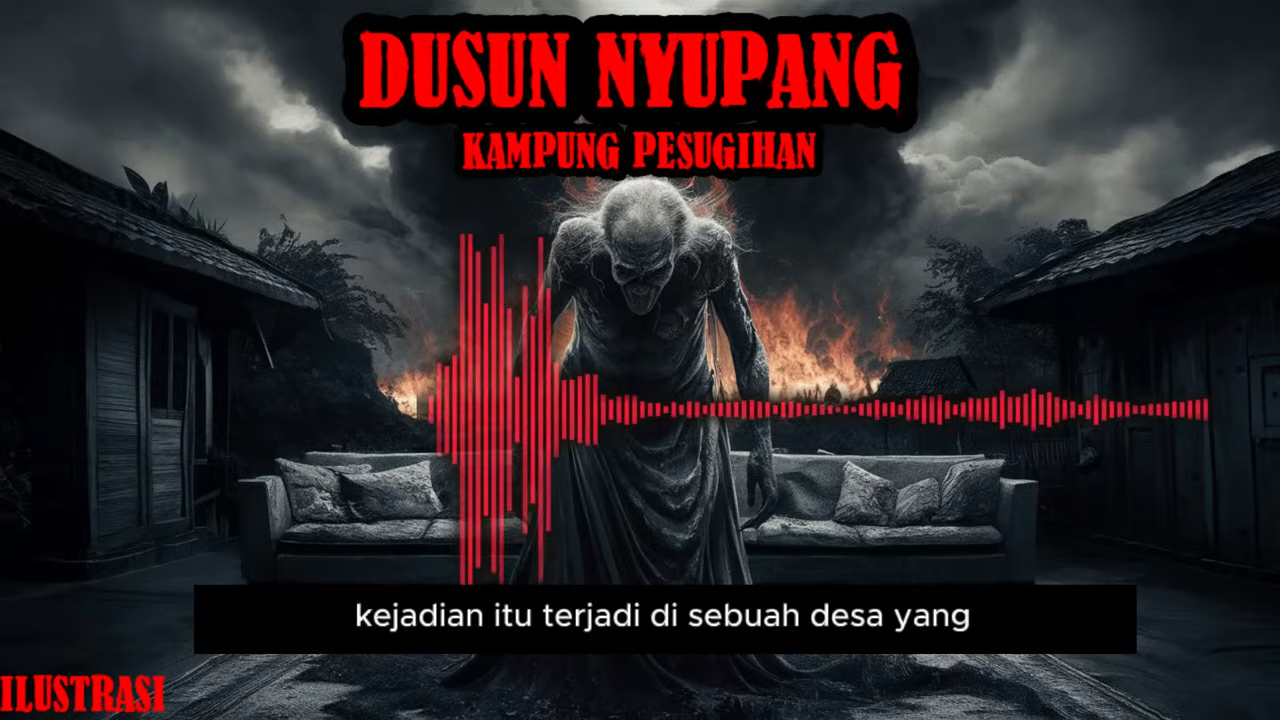 DUSUN NYUPANG
KAMPUNG PESUGIHAN
kejadian itu terjadi di sebuah desa yang
ILUSTRASI